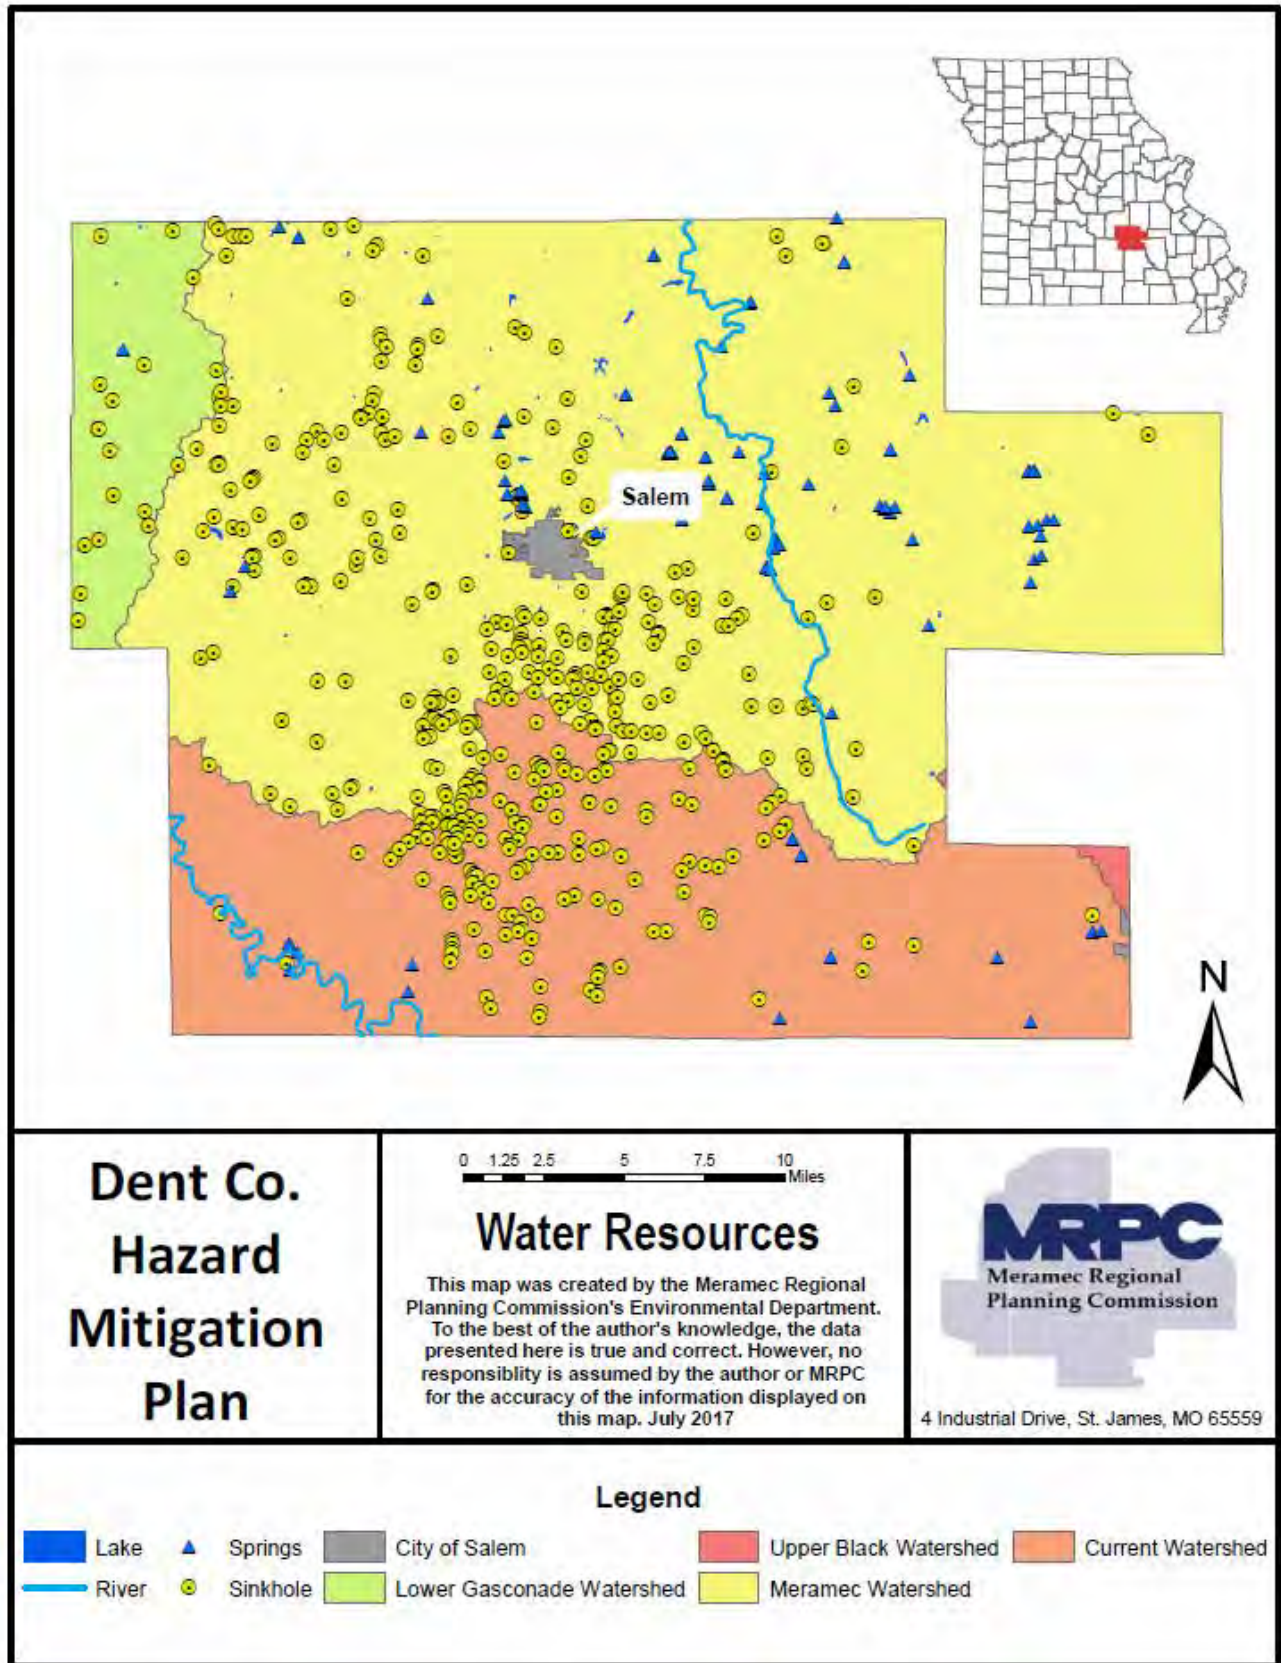 Salem
N
Dent Co.
Hazard
Mitigation
Plan
0 1.25 2.5 5 7.5 10
Miles
Water Resources
This map was created by the Meramec Regional
Planning Commission's Environmental Department.
To the best of the author's knowledge, the data
presented here is true and correct. However, no
responsiblity is assumed by the author or MRPC
for the accuracy of the information displayed on
this map. July 2017
MRPC
Meramec Regional
Planning Commission
4 Industrial Drive, St. James, MO 65559
Legend
Lake Springs City of Salem Upper Black Watershed Current Watershed
River Sinkhole Lower Gasconade Watershed Meramec Watershed